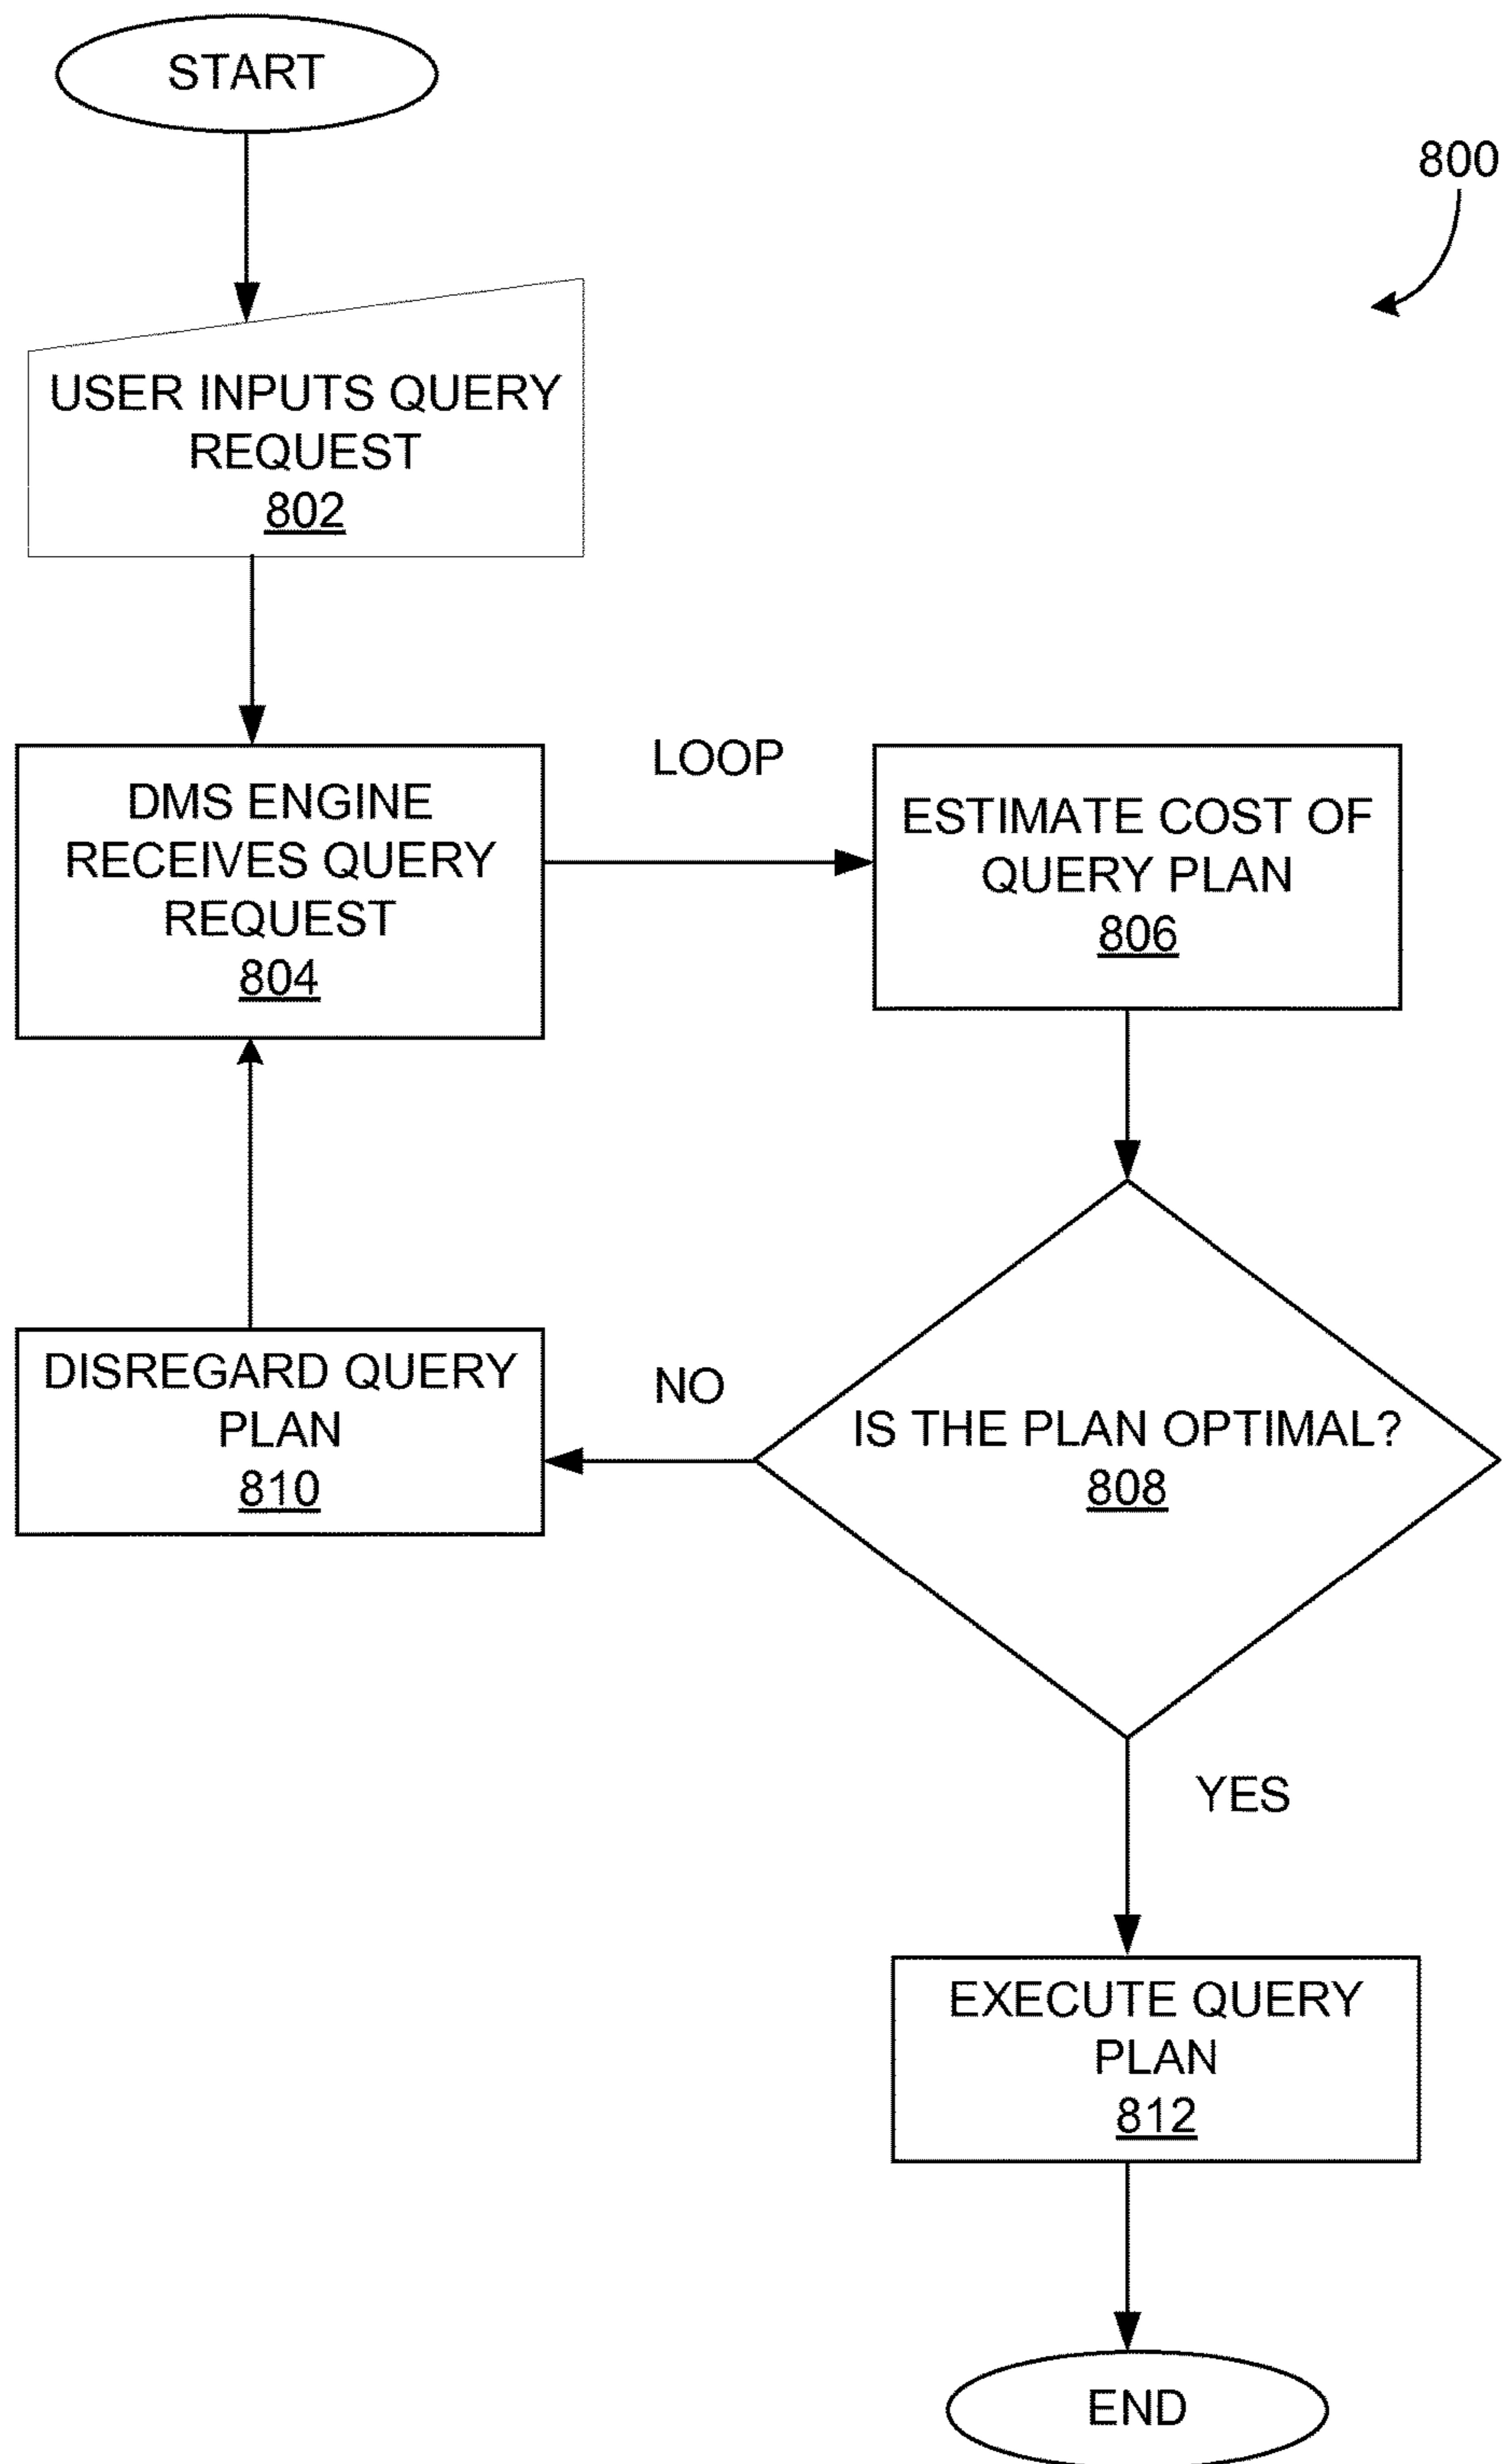 START
800
USER INPUTS QUERY
REQUEST
802
DMS ENGINE
RECEIVES QUERY
REQUEST
804
LOOP
ESTIMATE COST OF
QUERY PLAN
806
DISREGARD QUERY
PLAN
810
NO
IS THE PLAN OPTIMAL?
808
YES
EXECUTE QUERY
PLAN
812
END